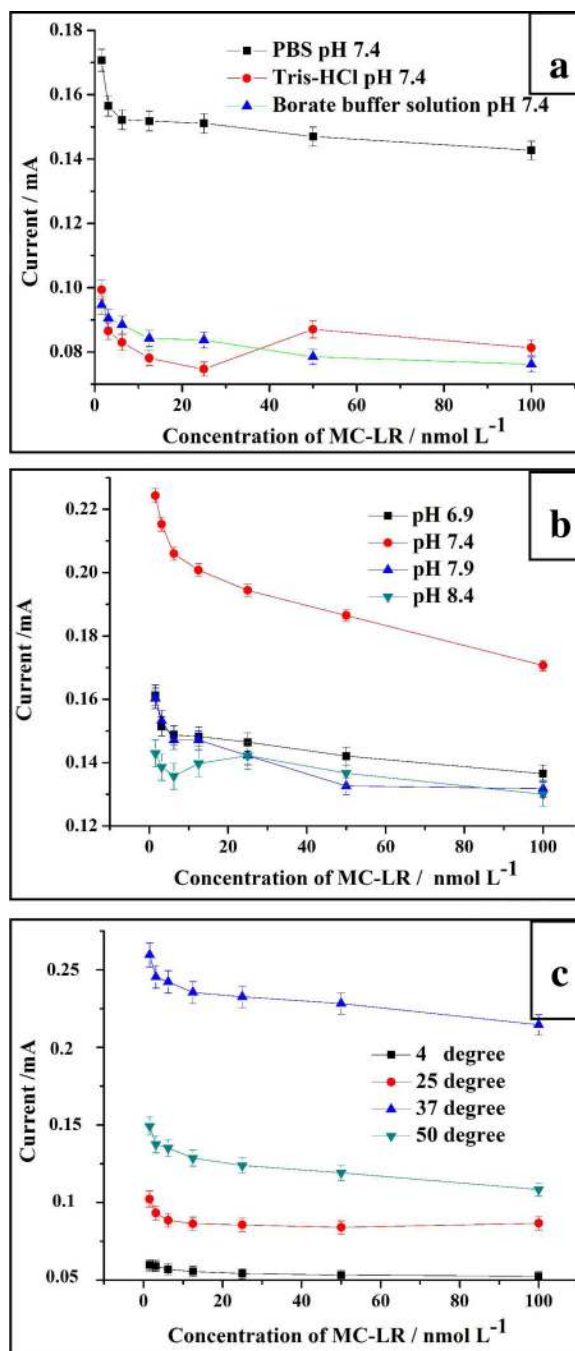 a
PBS pH 7.4
Tris-HCl pH 7.4
Borate buffer solution pH 7.4
0.18
0.16
0.14
0.12
0.10
0.08
Current / mA
0 20 40 60 80 100
Concentration of MC-LR / nmol L-1
b
pH 6.9
pH 7.4
pH 7.9
pH 8.4
0.22
0.20
0.18
0.16
0.14
0.12
Current /mA
0 20 40 60 80 100
Concentration of MC-LR / nmol L-1
c
4 degree
25 degree
37 degree
50 degree
0.25
0.2
0.15
0.1
0.05
Current /mA
0 20 40 60 80 100
Concentration of MC-LR / nmol L-1